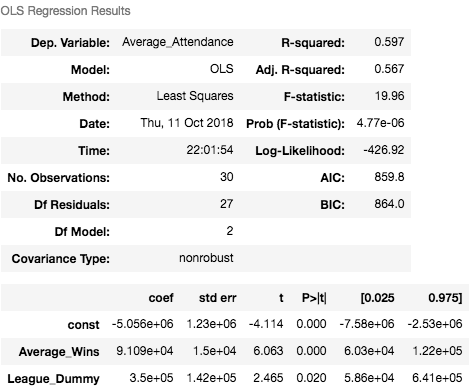 OLS Regression Results
Dep. Variable: Average_Attendance R-squared: 0.597
Model: OLS Adj. R-squared: 0.567
Method: Least Squares F-statistic: 19.96
Date: Thu, 11 Oct 2018 Prob (F-statistic): 4.77e-06
Time: 22:01:54 Log-Likelihood: -426.92
No. Observations: 30 AIC: 859.8
Df Residuals: 27 BIC: 864.0
Df Model: 2
Covariance Type: nonrobust
coef std err t P>|t| [0.025 0.975]
const -5.056e+06 1.23e+06 -4.114 0.000 -7.58e+06 -2.53e+06
Average_Wins 9.109e+04 1.5e+04 6.063 0.000 6.03e+04 1.22e+05
League_Dummy 3.5e+05 1.42e+05 2.465 0.020 5.86e+04 6.41e+05